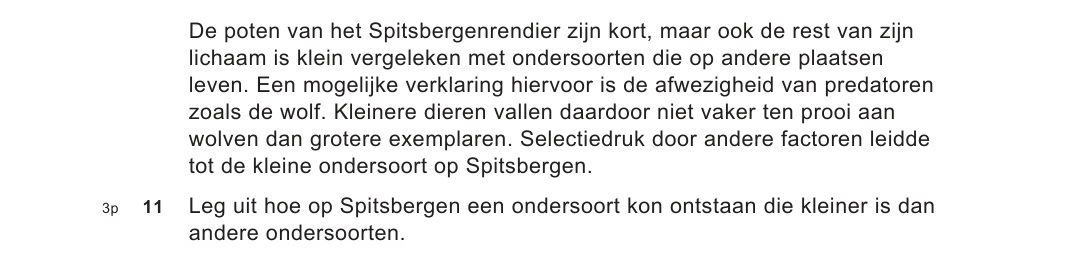 De poten van het Spitsbergenrendier zijn kort, maar ook de rest van zijn
lichaam is klein vergeleken met ondersoorten die op andere plaatsen
leven. Een mogelijke verklaring hiervoor is de afwezigheid van predatoren
zoals de wolf. Kleinere dieren vallen daardoor niet vaker ten prooi aan
wolven dan grotere exemplaren. Selectiedruk door andere factoren leidde
tot de kleine ondersoort op Spitsbergen.
3p 11 Leg uit hoe op Spitsbergen een ondersoort kon ontstaan die kleiner is dan
andere ondersoorten.